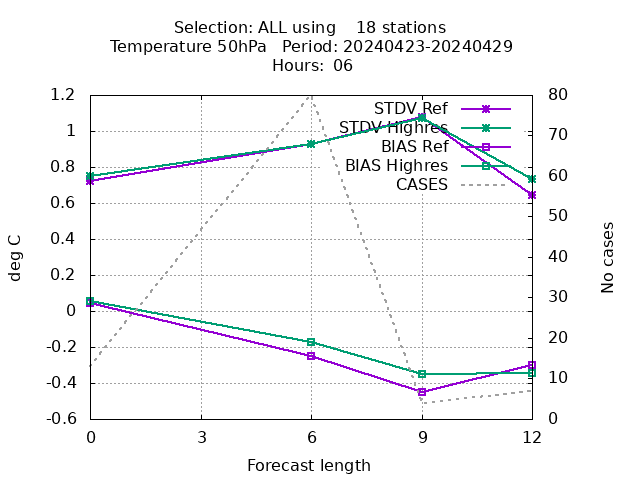 Selection: ALL using 18 stations
Temperature 50hPa Period: 20240423-20240429
Hours: 06
STDV Ref
STDV Highres
BIAS Ref
BIAS Highres
CASES
1.2
1
0.8
0.6
0.4
0.2
0
-0.2
-0.4
-0.6
deg C
80
70
60
50
40
30
20
10
0
No cases
0 3 6 9 12
Forecast length